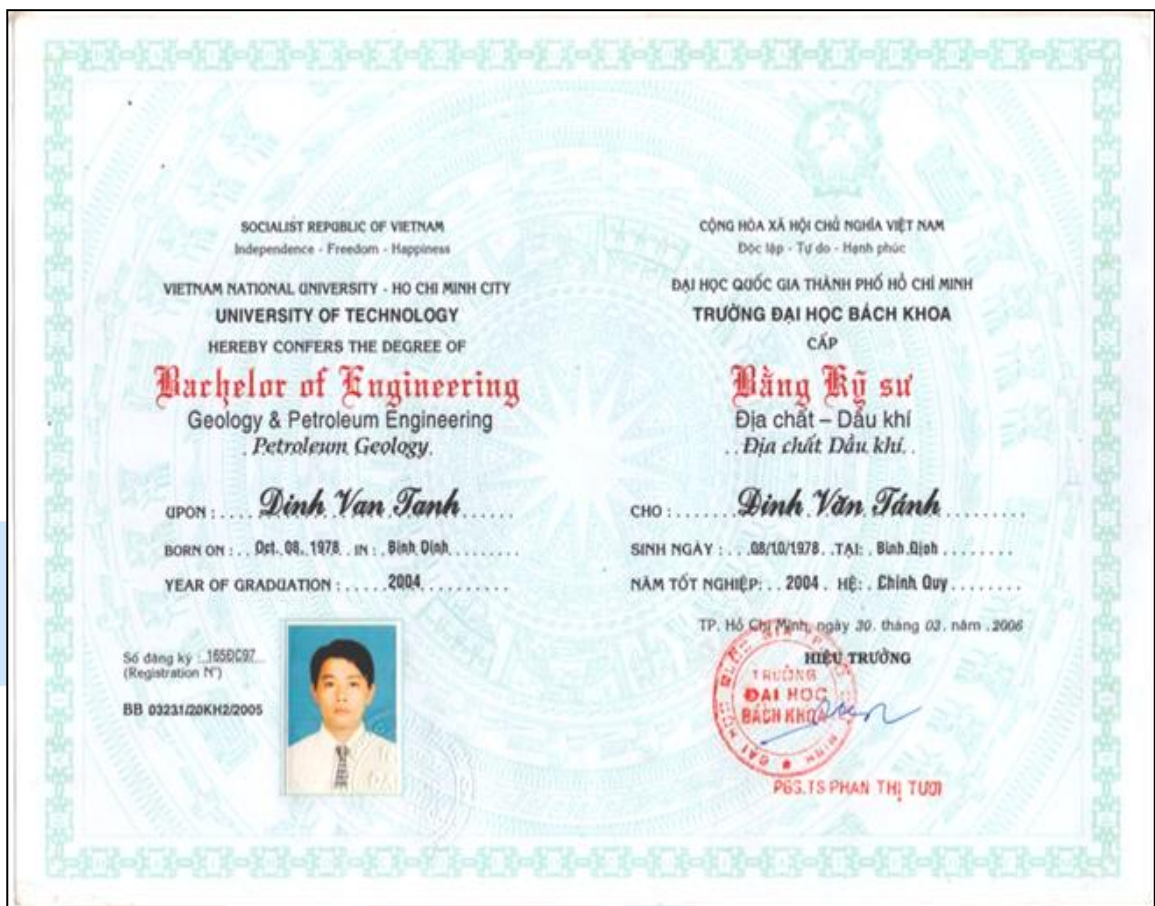 SOCIALIST REPUBLIC OF VIETNAM
Independence - Freedom - Happiness
VIETNAM NATIONAL UNIVERSITY - HO CHI MINH CITY
UNIVERSITY OF TECHNOLOGY
HEREBY CONFERS THE DEGREE OF
Bachelor of Engineering
Geology & Petroleum Engineering
Petroleum Geology
UPON : Dinh Van Tanh
BORN ON : Oct. 08. 1978 IN : Binh Dinh
YEAR OF GRADUATION : 2004
Số đăng ký : 165ĐC97
(Registration Nº)
BB 03231/20KH2/2005
CỘNG HÒA XÃ HỘI CHỦ NGHĨA VIỆT NAM
Độc lập - Tự do - Hạnh phúc
ĐẠI HỌC QUỐC GIA THÀNH PHỐ HỒ CHÍ MINH
TRƯỜNG ĐẠI HỌC BÁCH KHOA
CẤP
Bằng Kỹ sư
Địa chất – Dầu khí
Địa chất Dầu khí
CHO : Đinh Văn Tánh
SINH NGÀY : 08/10/1978 TẠI: Bình Định
NĂM TỐT NGHIỆP: 2004 HỆ: Chính Quy
TP. Hồ Chí Minh, ngày 30 tháng 03 năm 2006
HIỆU TRƯỞNG
TRƯỜNG
ĐẠI HỌC
BÁCH KHOA
PGS.TS PHAN THỊ TƯƠI